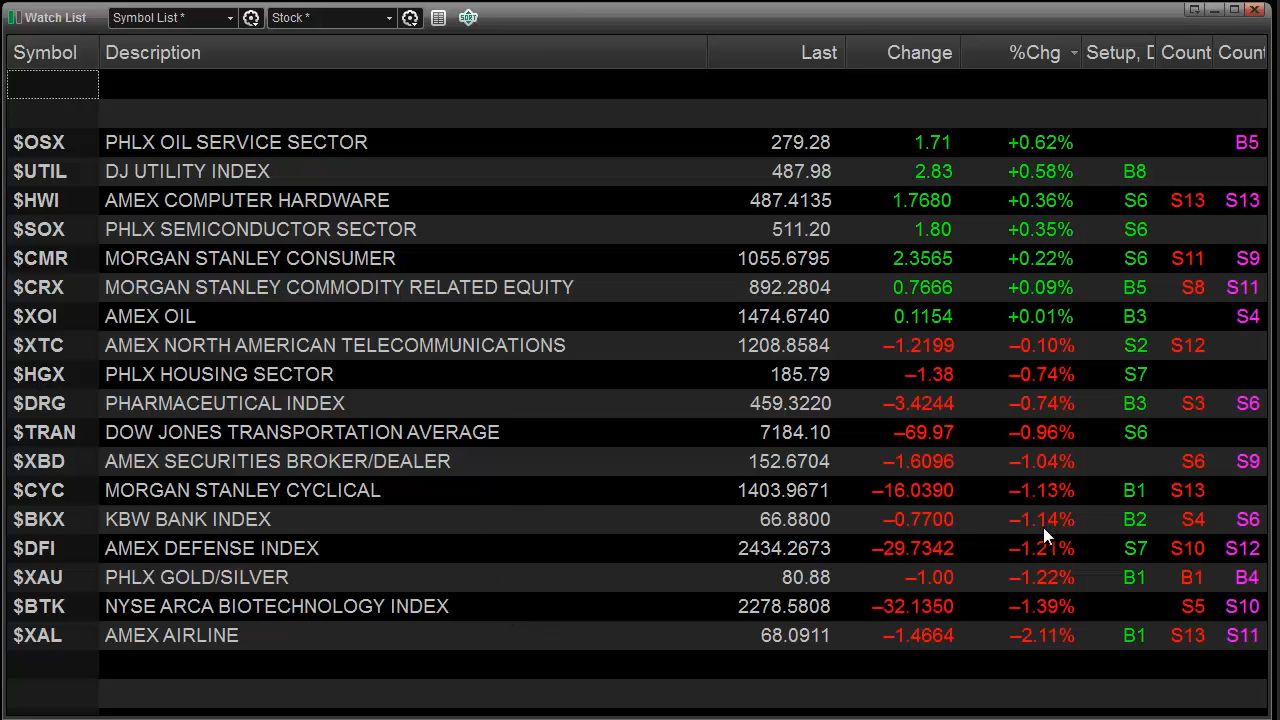 Watch List Symbol List * Stock * SORT
Symbol Description Last Change %Chg Setup, D Count Count
$OSX PHLX OIL SERVICE SECTOR 279.28 1.71 +0.62% B5
$UTIL DJ UTILITY INDEX 487.98 2.83 +0.58% B8
$HWI AMEX COMPUTER HARDWARE 487.4135 1.7680 +0.36% S6 S13 S13
$SOX PHLX SEMICONDUCTOR SECTOR 511.20 1.80 +0.35% S6
$CMR MORGAN STANLEY CONSUMER 1055.6795 2.3565 +0.22% S6 S11 S9
$CRX MORGAN STANLEY COMMODITY RELATED EQUITY 892.2804 0.7666 +0.09% B5 S8 S11
$XOI AMEX OIL 1474.6740 0.1154 +0.01% B3 S4
$XTC AMEX NORTH AMERICAN TELECOMMUNICATIONS 1208.8584 –1.2199 –0.10% S2 S12
$HGX PHLX HOUSING SECTOR 185.79 –1.38 –0.74% S7
$DRG PHARMACEUTICAL INDEX 459.3220 –3.4244 –0.74% B3 S3 S6
$TRAN DOW JONES TRANSPORTATION AVERAGE 7184.10 –69.97 –0.96% S6
$XBD AMEX SECURITIES BROKER/DEALER 152.6704 –1.6096 –1.04% S6 S9
$CYC MORGAN STANLEY CYCLICAL 1403.9671 –16.0390 –1.13% B1 S13
$BKX KBW BANK INDEX 66.8800 –0.7700 –1.14% B2 S4 S6
$DFI AMEX DEFENSE INDEX 2434.2673 –29.7342 –1.21% S7 S10 S12
$XAU PHLX GOLD/SILVER 80.88 –1.00 –1.22% B1 B1 B4
$BTK NYSE ARCA BIOTECHNOLOGY INDEX 2278.5808 –32.1350 –1.39% S5 S10
$XAL AMEX AIRLINE 68.0911 –1.4664 –2.11% B1 S13 S11